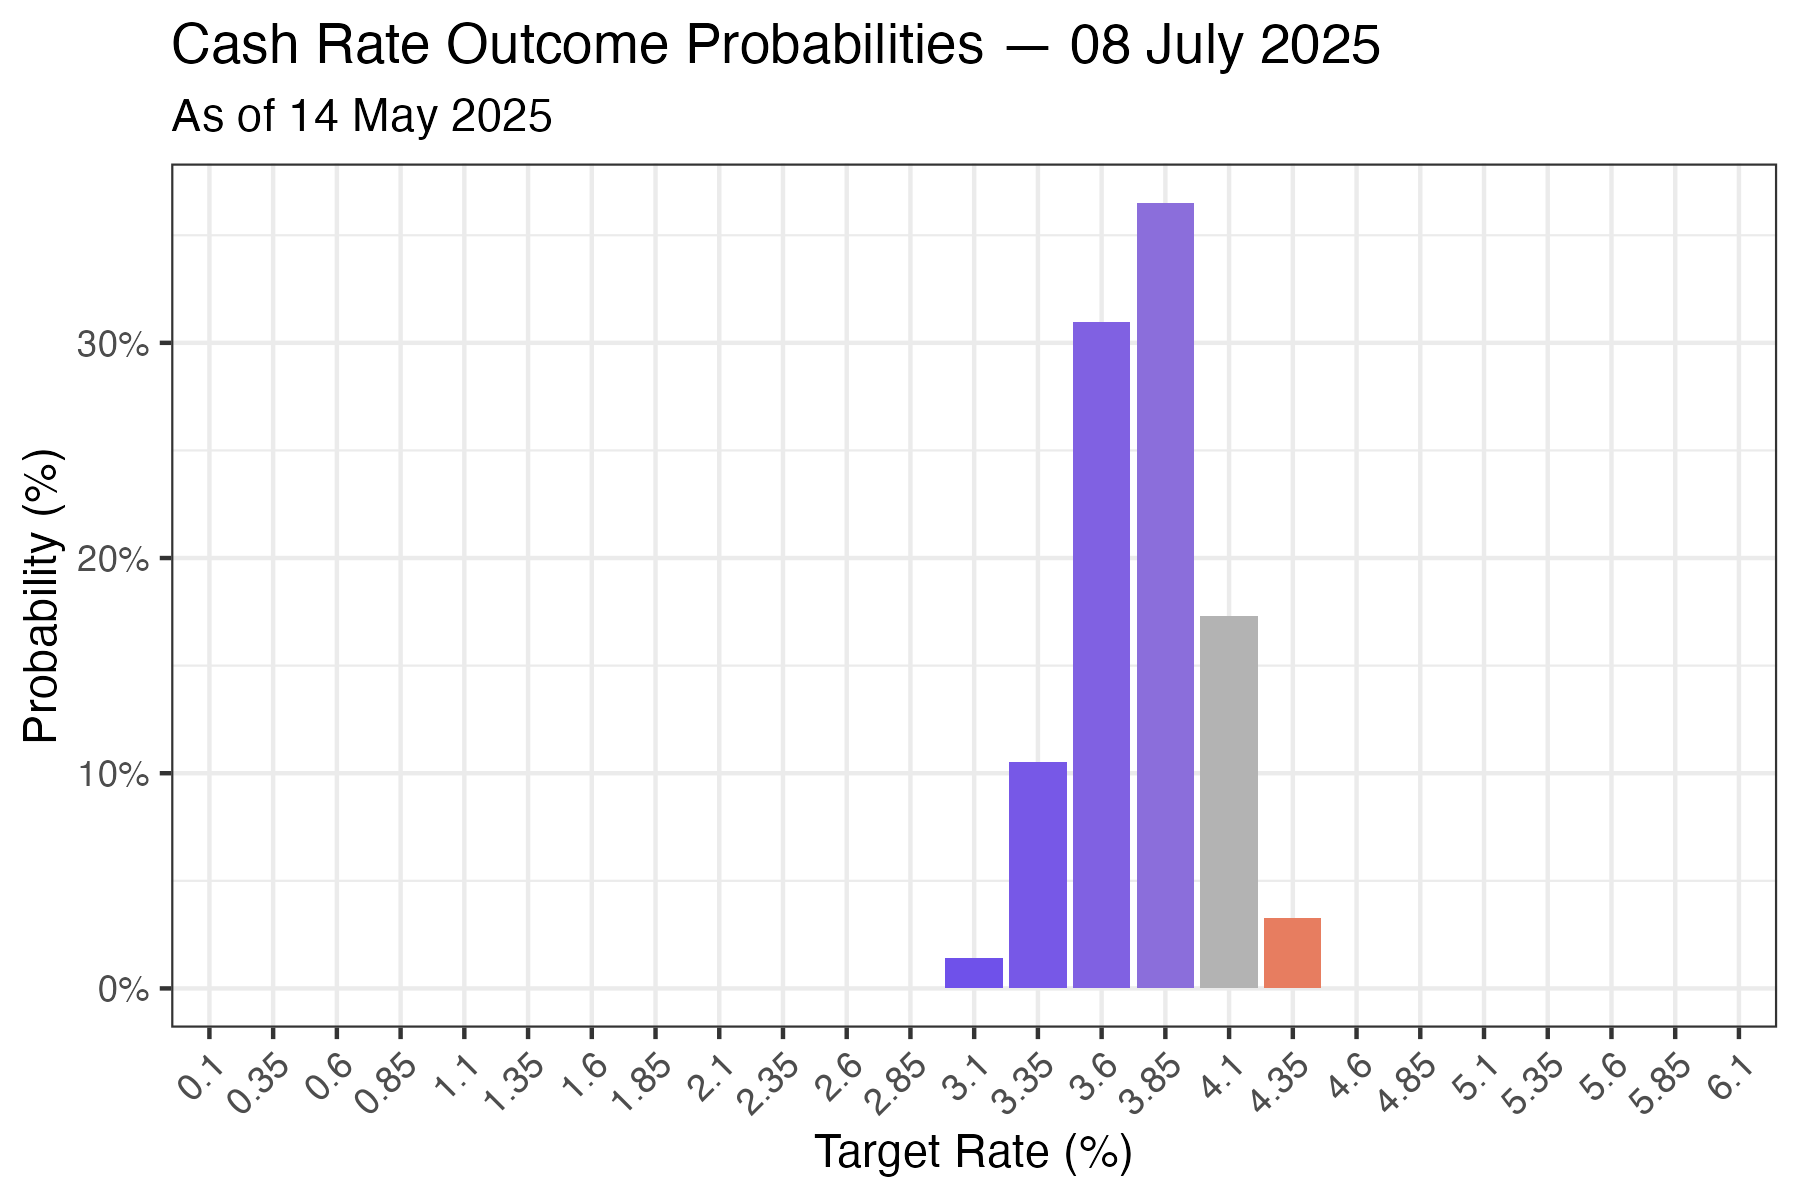 Cash Rate Outcome Probabilities — 08 July 2025
As of 14 May 2025
Probability (%)
30%
20%
10%
0%
0.1 0.35 0.6 0.85 1.1 1.35 1.6 1.85 2.1 2.35 2.6 2.85 3.1 3.35 3.6 3.85 4.1 4.35 4.6 4.85 5.1 5.35 5.6 5.85 6.1
Target Rate (%)